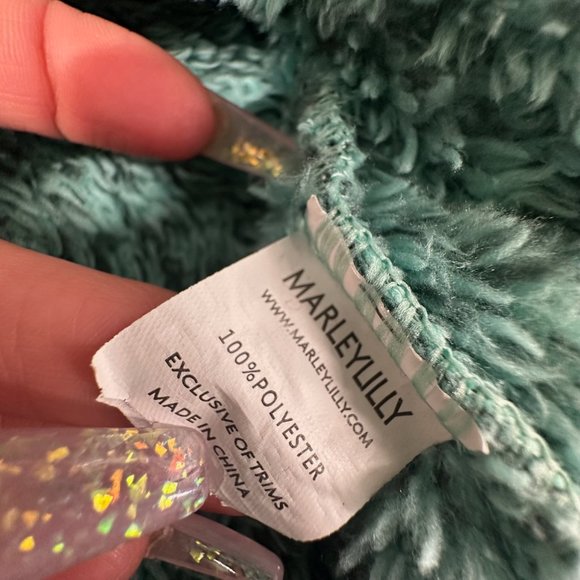 MARLEYLILLY
WWW.MARLEYLILLY.COM
100%POLYESTER
EXCLUSIVE OF TRIMS
MADE IN CHINA